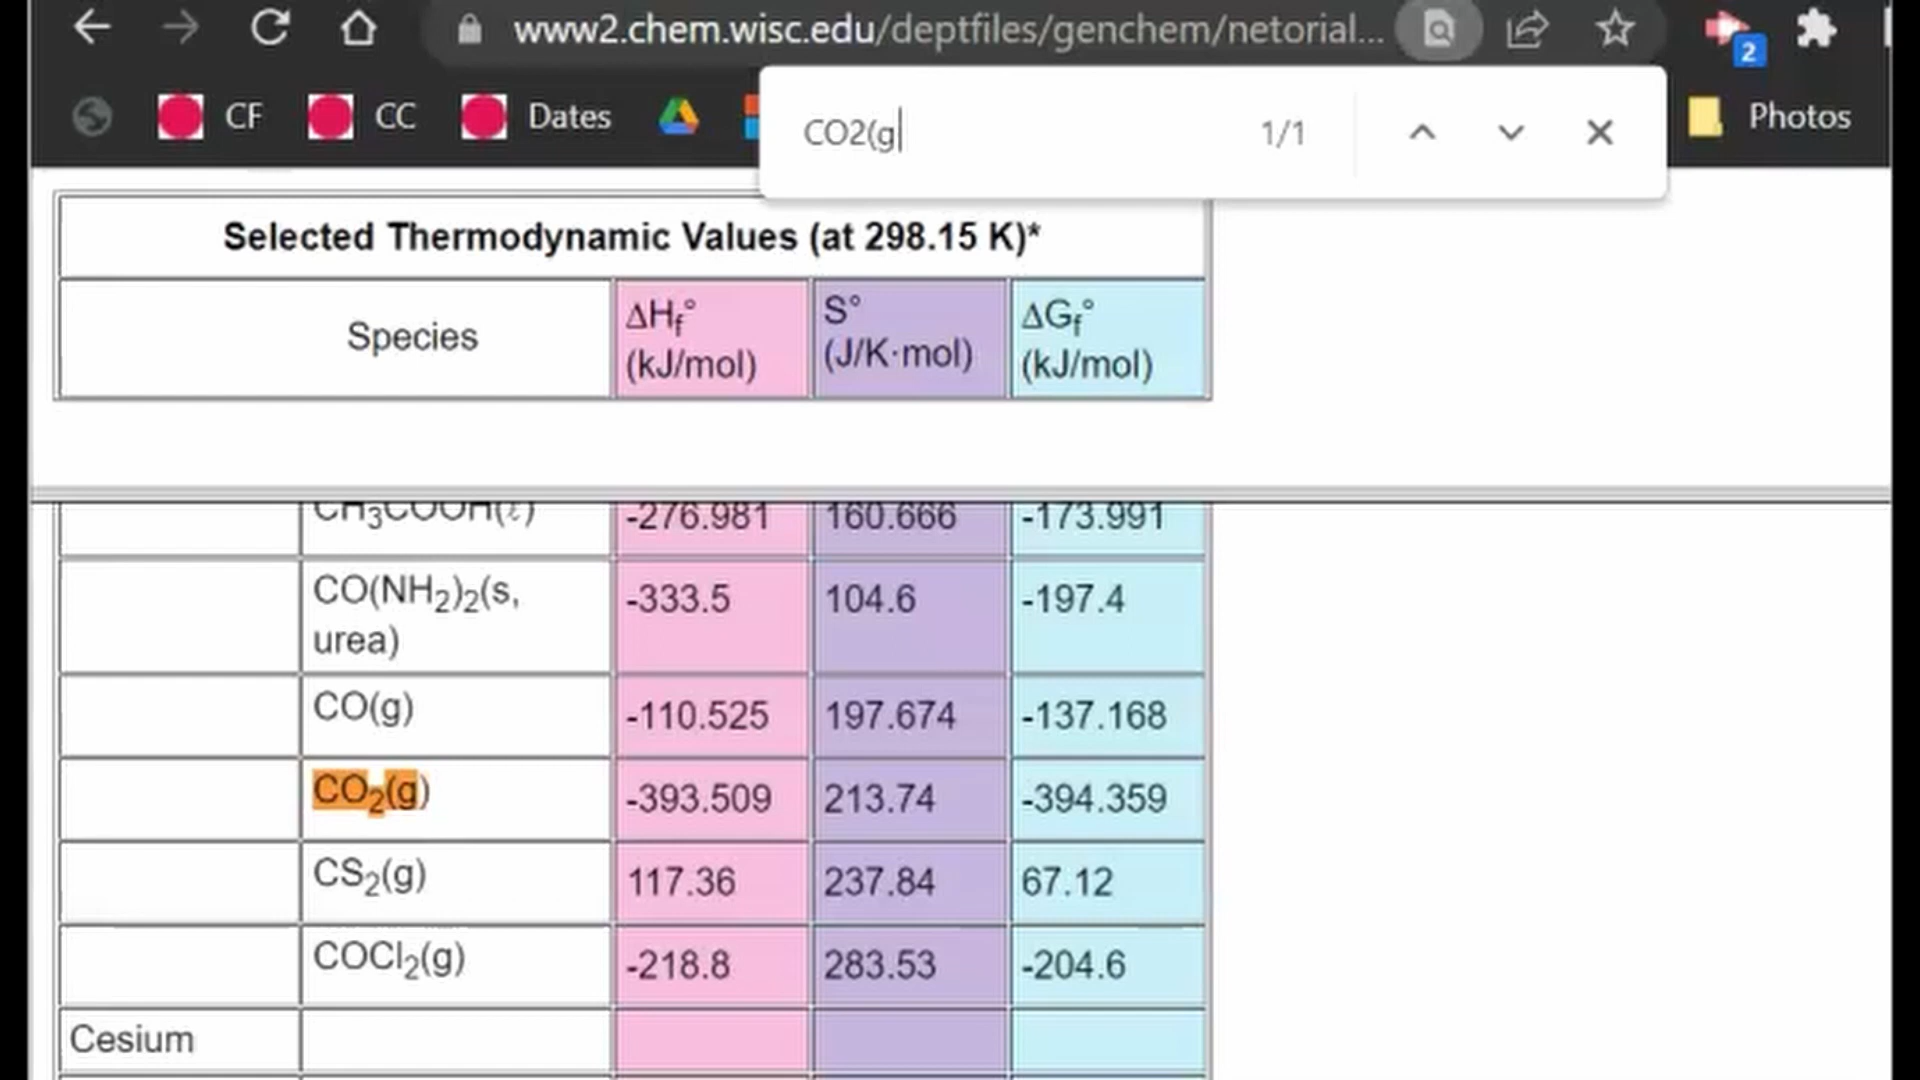 www2.chem.wisc.edu/deptfiles/genchem/netorial...
2
CF
CC
Dates
CO2(g
1/1
Photos
Selected Thermodynamic Values (at 298.15 K)*
Species
ΔHf°
(kJ/mol)
S°
(J/K·mol)
ΔGf°
(kJ/mol)
CH₃COOH(ℓ) -276.981 160.666 -173.991
CO(NH₂)₂(s,
urea) -333.5 104.6 -197.4
CO(g) -110.525 197.674 -137.168
CO₂(g) -393.509 213.74 -394.359
CS₂(g) 117.36 237.84 67.12
COCl₂(g) -218.8 283.53 -204.6
Cesium